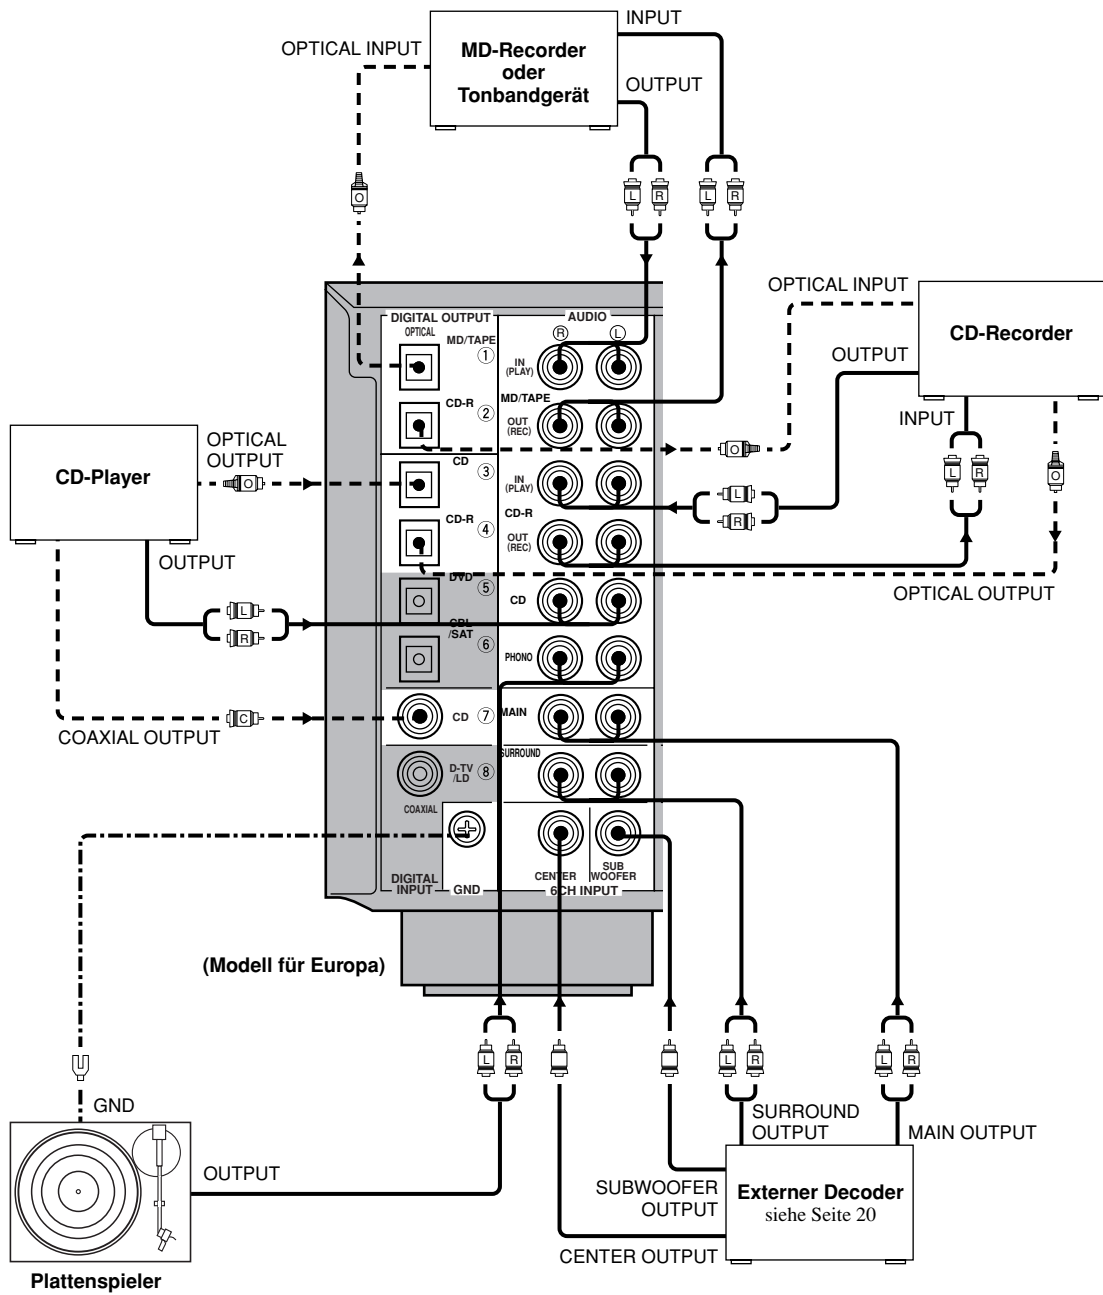 INPUT
OPTICAL INPUT
MD-Recorder
oder
Tonbandgerät
OUTPUT
O
L R
L R
OPTICAL INPUT
CD-Recorder
OUTPUT
INPUT
O
L R
O
L
R
OPTICAL OUTPUT
DIGITAL OUTPUT
AUDIO
OPTICAL
R L
MD/TAPE
1
IN
(PLAY)
CD-R
2
MD/TAPE
OUT
(REC)
CD
3
IN
(PLAY)
CD-R
4
CD-R
OUT
(REC)
DVD
5
CD
CBL
/SAT
6
PHONO
CD 7
MAIN
D-TV
/LD
8
SURROUND
COAXIAL
DIGITAL
INPUT
GND
CENTER
SUB
WOOFER
6CH INPUT
CD-Player
OPTICAL
OUTPUT
O
OUTPUT
L
R
C
COAXIAL OUTPUT
(Modell für Europa)
GND
OUTPUT
Plattenspieler
L R
L R
L R
SURROUND
OUTPUT
MAIN OUTPUT
SUBWOOFER
OUTPUT
Externer Decoder
siehe Seite 20
CENTER OUTPUT